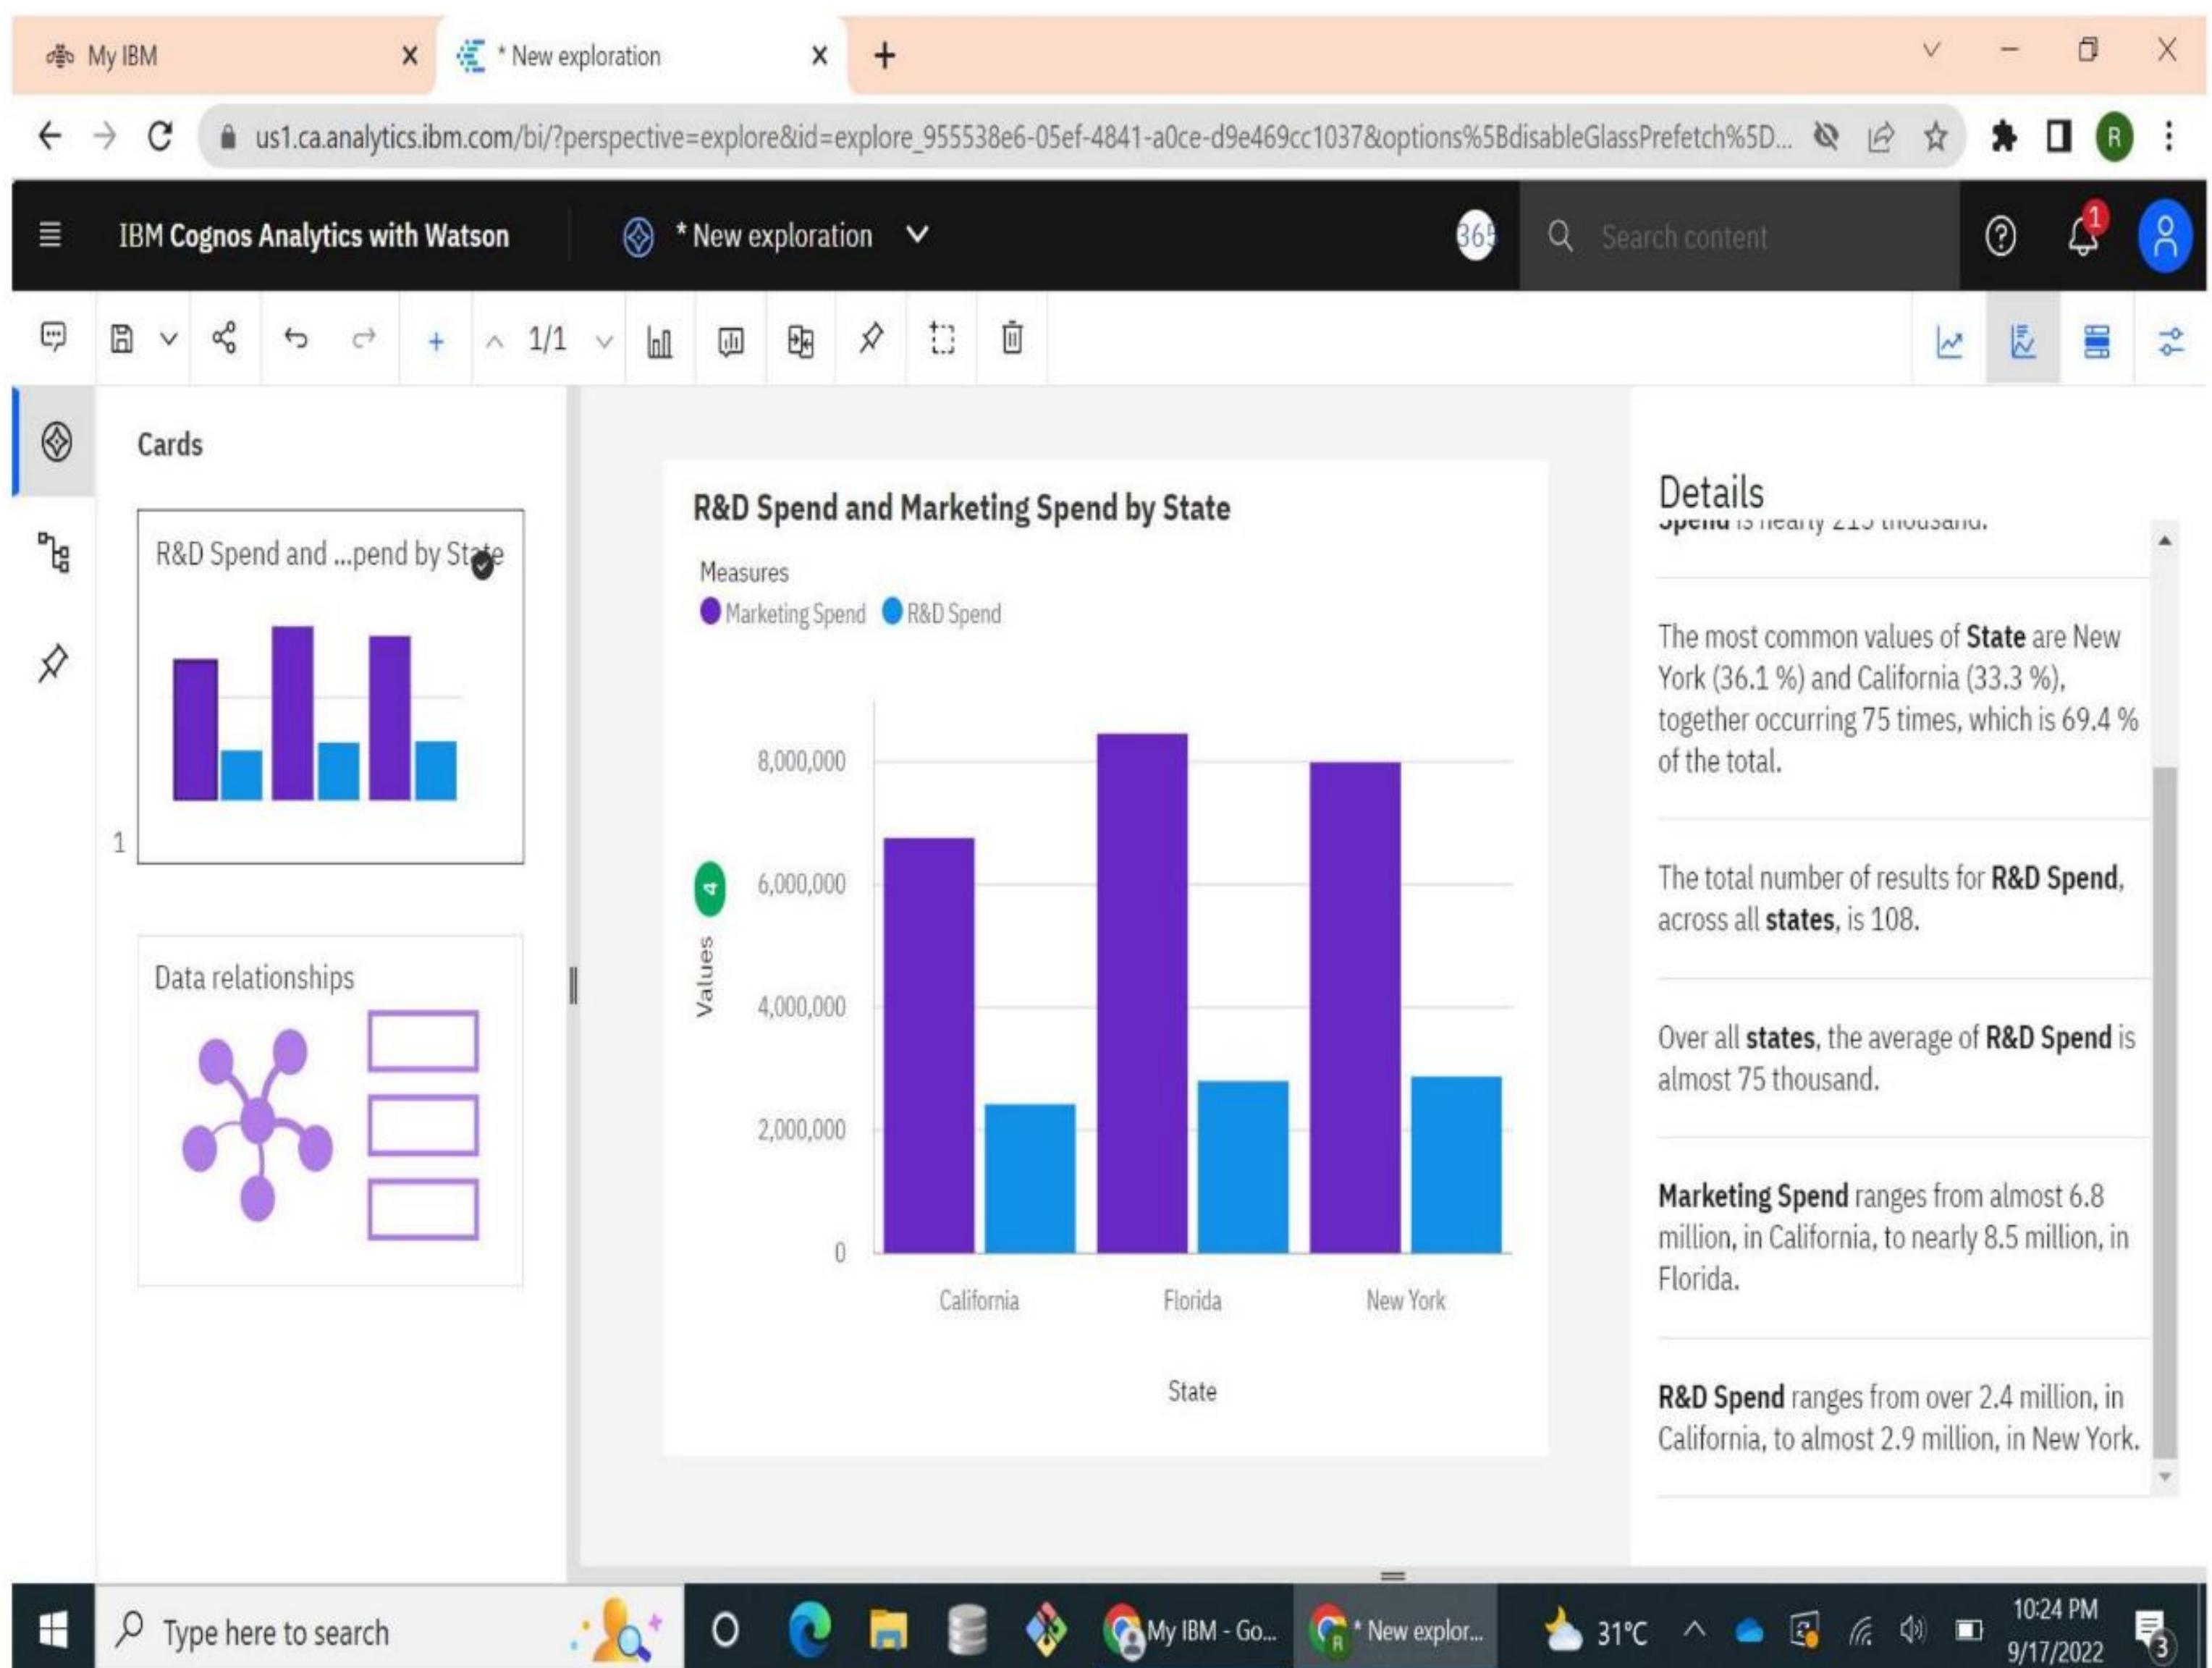 My IBM
* New exploration
us1.ca.analytics.ibm.com/bi/?perspective=explore&id=explore_955538e6-05ef-4841-a0ce-d9e469cc1037&options%5BdisableGlassPrefetch%5D...
R
IBM Cognos Analytics with Watson
* New exploration
365
Search content
1
1/1
Cards
R&D Spend and ...pend by State
1
Data relationships
R&D Spend and Marketing Spend by State
Measures
Marketing Spend
R&D Spend
8,000,000
6,000,000
4,000,000
2,000,000
0
Values
4
California
Florida
New York
State
Details
Spend is nearly 215 thousand.
The most common values of State are New
York (36.1 %) and California (33.3 %),
together occurring 75 times, which is 69.4 %
of the total.
The total number of results for R&D Spend,
across all states, is 108.
Over all states, the average of R&D Spend is
almost 75 thousand.
Marketing Spend ranges from almost 6.8
million, in California, to nearly 8.5 million, in
Florida.
R&D Spend ranges from over 2.4 million, in
California, to almost 2.9 million, in New York.
Type here to search
My IBM - Go...
R
* New explor...
31°C
10:24 PM
9/17/2022
3